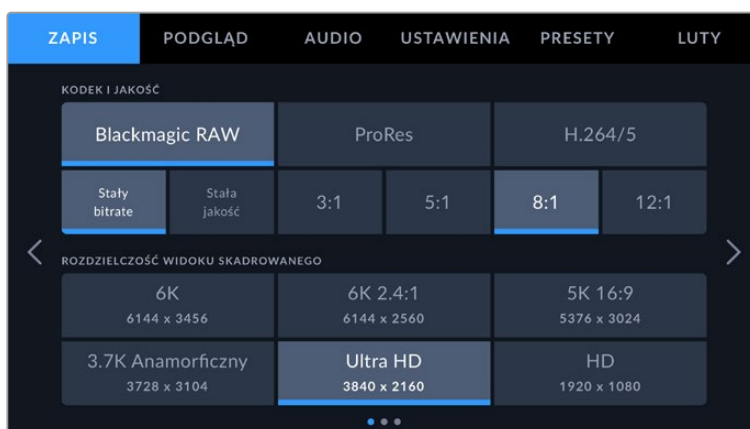 ZAPIS PODGLĄD AUDIO USTAWIENIA PRESETY LUTY
KODEK I JAKOŚĆ
Blackmagic RAW ProRes H.264/5
Stały bitrate Stała jakość 3:1 5:1 8:1 12:1
ROZDZIELCZOŚĆ WIDOKU SKADROWANEGO
6K 6K 2.4:1 5K 16:9
6144 x 3456 6144 x 2560 5376 x 3024
3.7K Anamorficzny Ultra HD HD
3728 x 3104 3840 x 2160 1920 x 1080